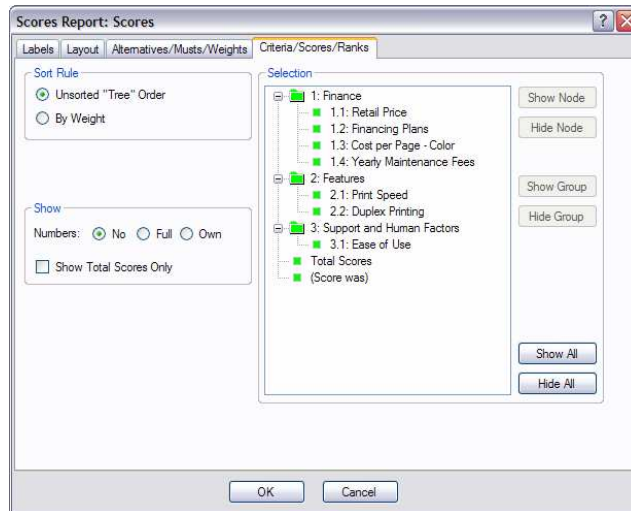 Scores Report: Scores
Labels Layout Alternatives/Musts/Weights Criteria/Scores/Ranks
Sort Rule
Unsorted "Tree" Order
By Weight
Show
Numbers: No Full Own
Show Total Scores Only
Selection
1: Finance
1.1: Retail Price
1.2: Financing Plans
1.3: Cost per Page - Color
1.4: Yearly Maintenance Fees
2: Features
2.1: Print Speed
2.2: Duplex Printing
3: Support and Human Factors
3.1: Ease of Use
Total Scores
(Score was)
Show Node
Hide Node
Show Group
Hide Group
Show All
Hide All
OK Cancel